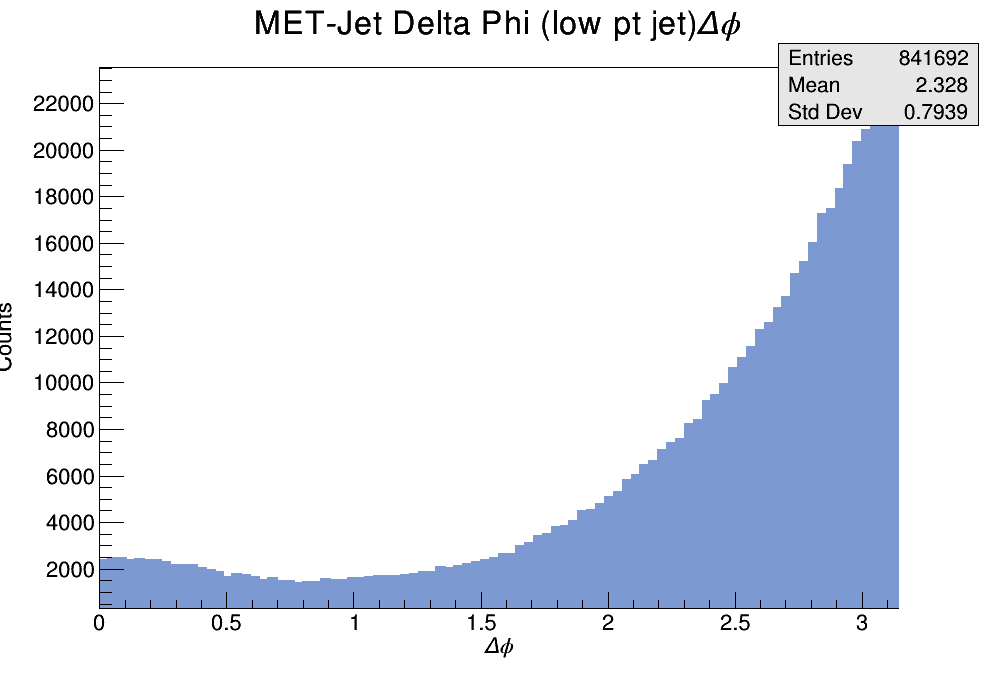 MET-Jet Delta Phi (low pt jet)Δϕ
Entries 841692
Mean 2.328
Std Dev 0.7939
22000
20000
18000
16000
14000
12000
10000
8000
6000
4000
2000
Counts
0 0.5 1 1.5 2 2.5 3
Δϕ